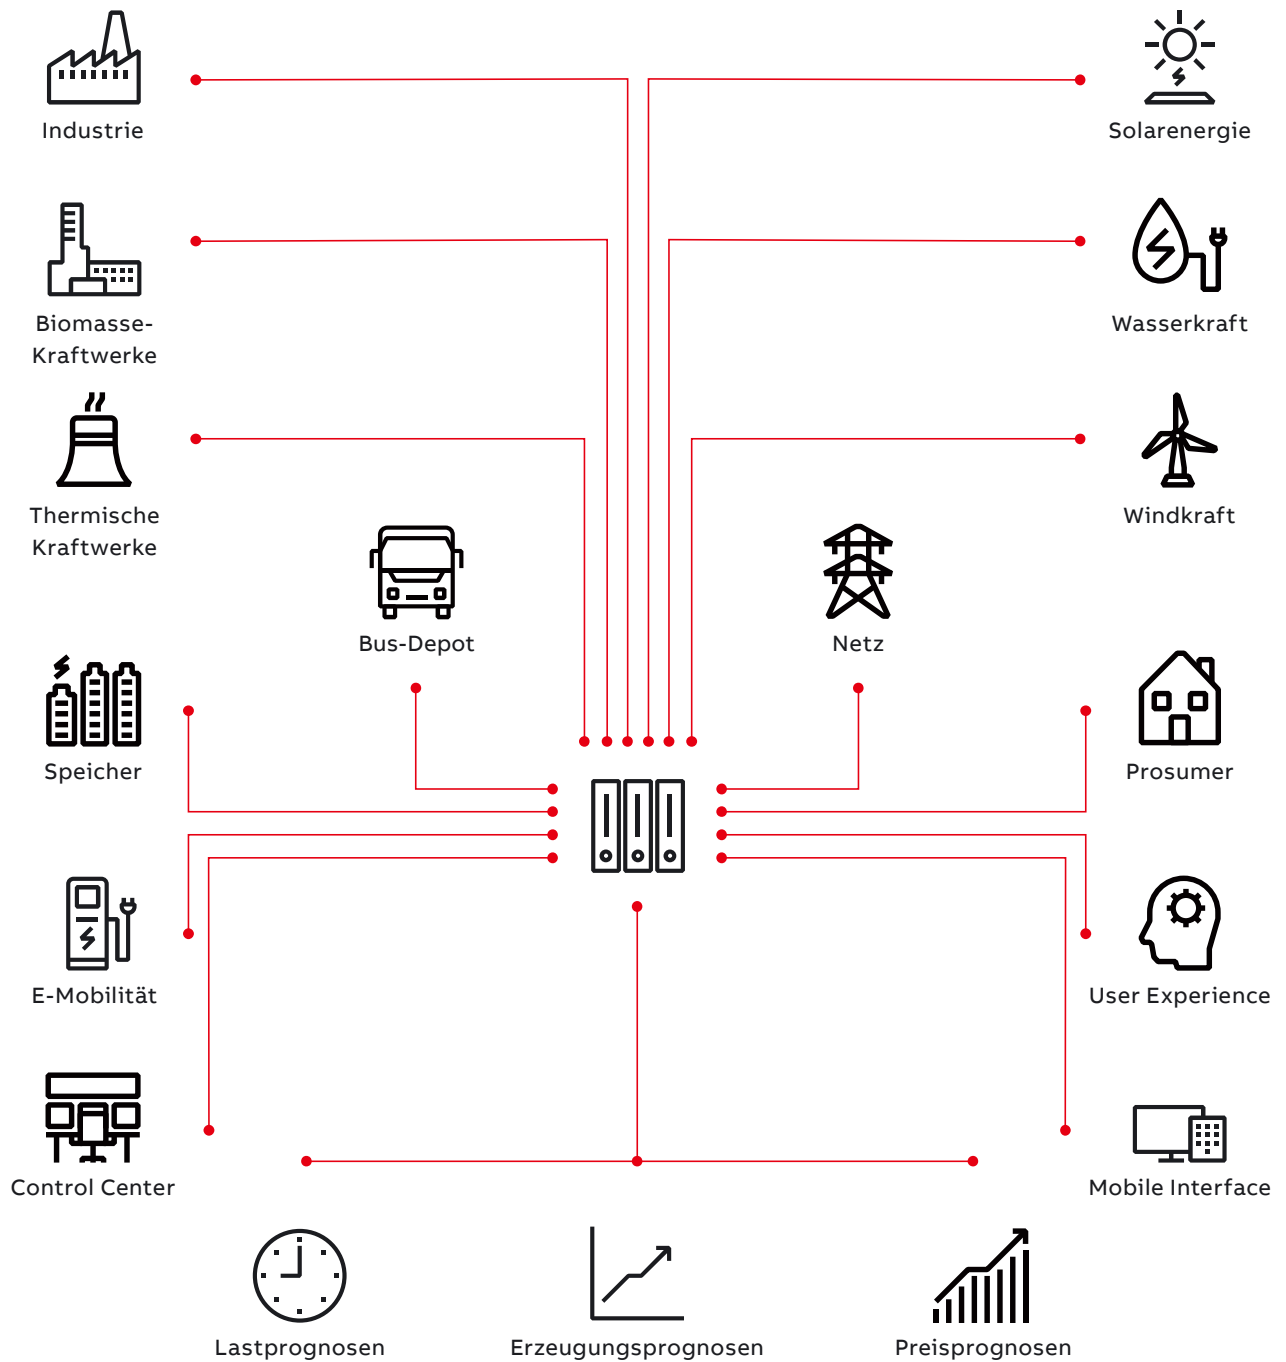 Industrie
Solarenergie
Biomasse-
Kraftwerke
Wasserkraft
Thermische
Kraftwerke
Windkraft
Bus-Depot
Netz
Speicher
Prosumer
E-Mobilität
User Experience
Control Center
Mobile Interface
Lastprognosen
Erzeugungsprognosen
Preisprognosen